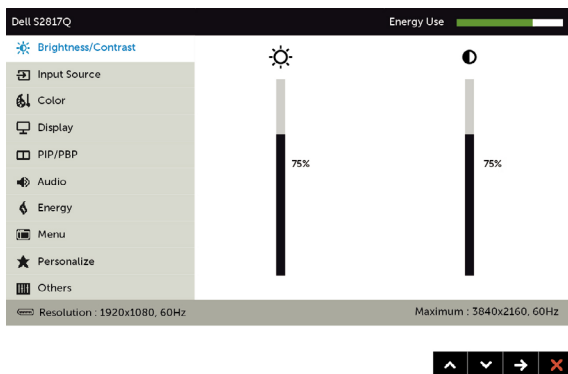 Dell S2817Q
Energy Use
Brightness/Contrast
Input Source
Color
Display
PIP/PBP
Audio
Energy
Menu
Personalize
Others
75%
75%
Resolution : 1920x1080, 60Hz
Maximum : 3840x2160, 60Hz